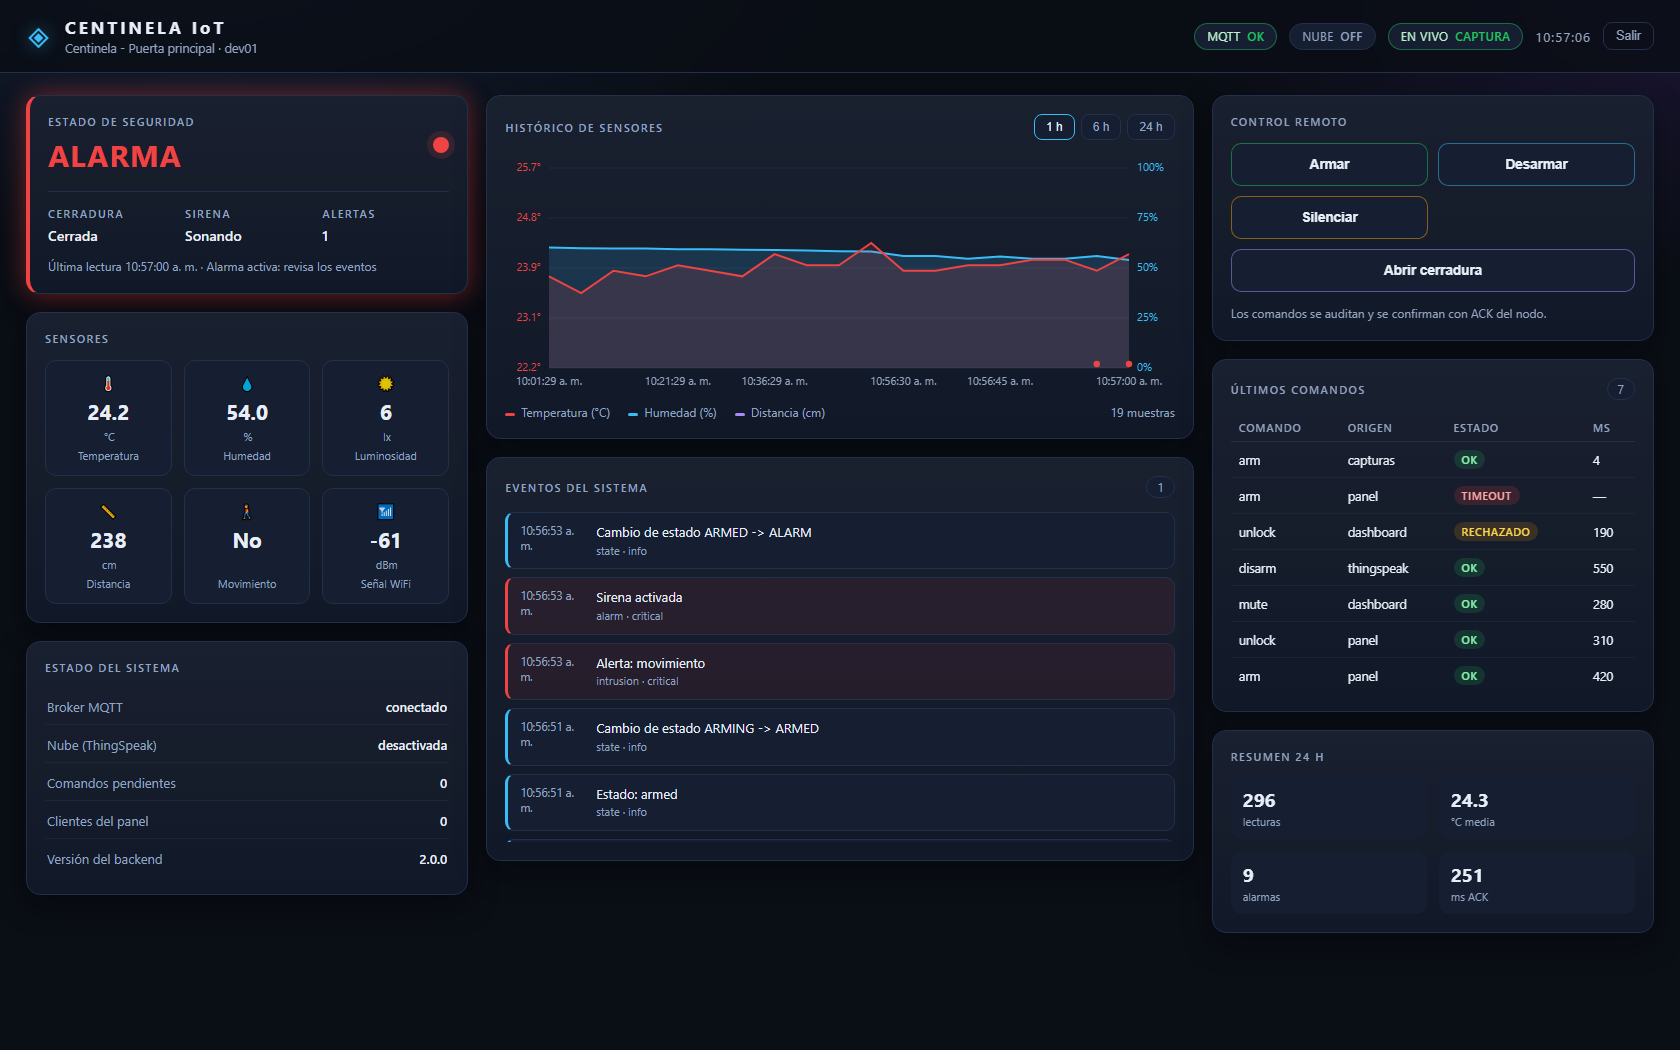 CENTINELA IoT
Centinela - Puerta principal · dev01
MQTT OK
NUBE OFF
EN VIVO CAPTURA
10:57:06
Salir
ESTADO DE SEGURIDAD
ALARMA
CERRADURA SIRENA ALERTAS
Cerrada Sonando 1
Última lectura 10:57:00 a. m. · Alarma activa: revisa los eventos
SENSORES
24.2
°C
Temperatura
54.0
%
Humedad
6
lx
Luminosidad
238
cm
Distancia
No
Movimiento
-61
dBm
Señal WiFi
ESTADO DEL SISTEMA
Broker MQTT conectado
Nube (ThingSpeak) desactivada
Comandos pendientes 0
Clientes del panel 0
Versión del backend 2.0.0
HISTÓRICO DE SENSORES
1 h 6 h 24 h
25.7° 100%
24.8° 75%
23.9° 50%
23.1° 25%
22.2° 0%
10:01:29 a. m. 10:21:29 a. m. 10:36:29 a. m. 10:56:30 a. m. 10:56:45 a. m. 10:57:00 a. m.
Temperatura (°C) Humedad (%) Distancia (cm) 19 muestras
EVENTOS DEL SISTEMA 1
10:56:53 a. m.
Cambio de estado ARMED -> ALARM
state · info
10:56:53 a. m.
Sirena activada
alarm · critical
10:56:53 a. m.
Alerta: movimiento
intrusion · critical
10:56:51 a. m.
Cambio de estado ARMING -> ARMED
state · info
10:56:51 a. m.
Estado: armed
state · info
CONTROL REMOTO
Armar Desarmar
Silenciar
Abrir cerradura
Los comandos se auditan y se confirman con ACK del nodo.
ÚLTIMOS COMANDOS 7
COMANDO ORIGEN ESTADO MS
arm capturas OK 4
arm panel TIMEOUT —
unlock dashboard RECHAZADO 190
disarm thingspeak OK 550
mute dashboard OK 280
unlock panel OK 310
arm panel OK 420
RESUMEN 24 H
296
lecturas
24.3
°C media
9
alarmas
251
ms ACK